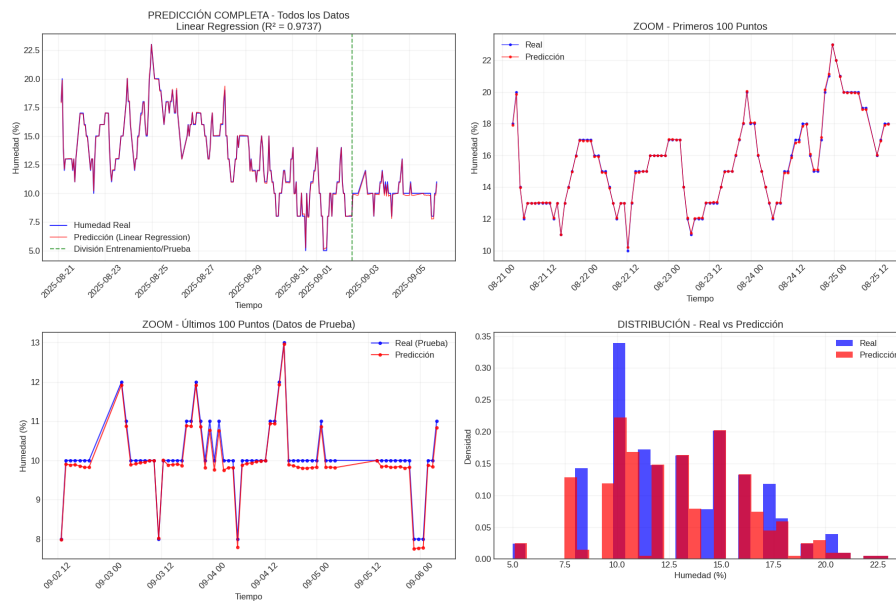 PREDICCIÓN COMPLETA - Todos los Datos
Linear Regression (R² = 0.9737)
Humedad (%)
22.5
20.0
17.5
15.0
12.5
10.0
7.5
5.0
Humedad Real
Predicción (Linear Regression)
División Entrenamiento/Prueba
2025-08-21
2025-08-23
2025-08-25
2025-08-27
2025-08-29
2025-08-31
2025-09-01
2025-09-03
2025-09-05
Tiempo
ZOOM - Primeros 100 Puntos
Humedad (%)
22
20
18
16
14
12
10
Real
Predicción
08-21 00
08-21 12
08-22 00
08-22 12
08-23 00
08-23 12
08-24 00
08-24 12
08-25 00
08-25 12
Tiempo
ZOOM - Últimos 100 Puntos (Datos de Prueba)
Humedad (%)
13
12
11
10
9
8
Real (Prueba)
Predicción
09-02 12
09-03 00
09-03 12
09-04 00
09-04 12
09-05 00
09-05 12
09-06 00
Tiempo
DISTRIBUCIÓN - Real vs Predicción
Densidad
0.35
0.30
0.25
0.20
0.15
0.10
0.05
0.00
Real
Predicción
5.0
7.5
10.0
12.5
15.0
17.5
20.0
22.5
Humedad (%)